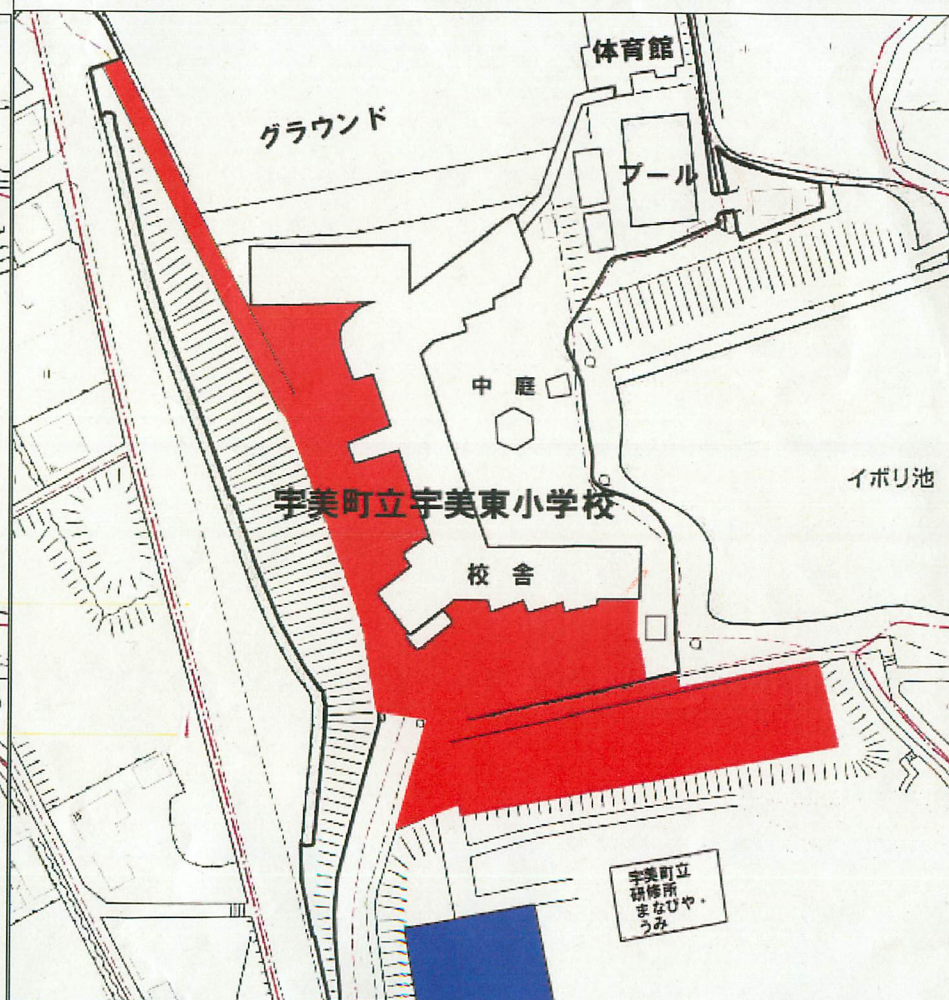 体育館
グラウンド
プール
中庭
イボリ池
宇美町立宇美東小学校
校舎
宇美町立
研修所
まなびや・
うみ